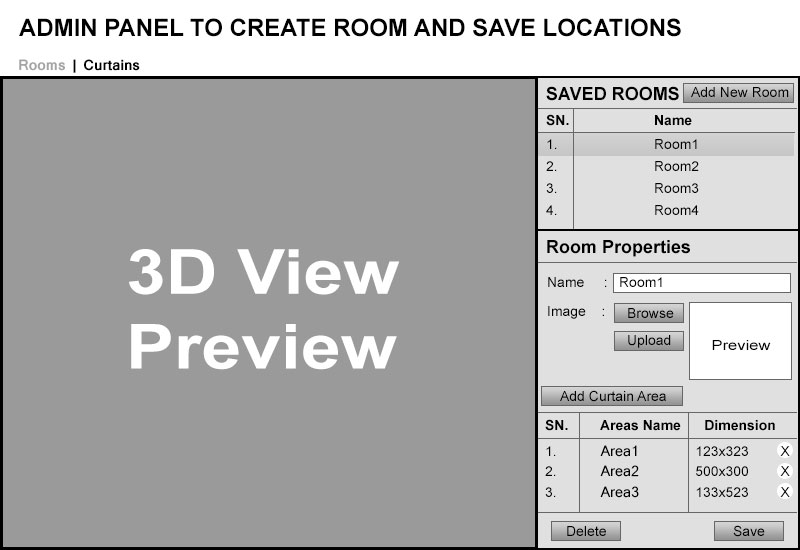 ADMIN PANEL TO CREATE ROOM AND SAVE LOCATIONS
Rooms | Curtains
3D View
Preview
SAVED ROOMS Add New Room
SN. Name
1. Room1
2. Room2
3. Room3
4. Room4
Room Properties
Name : Room1
Image : Browse
Upload
Preview
Add Curtain Area
SN. Areas Name Dimension
1. Area1 123x323 X
2. Area2 500x300 X
3. Area3 133x523 X
Delete Save